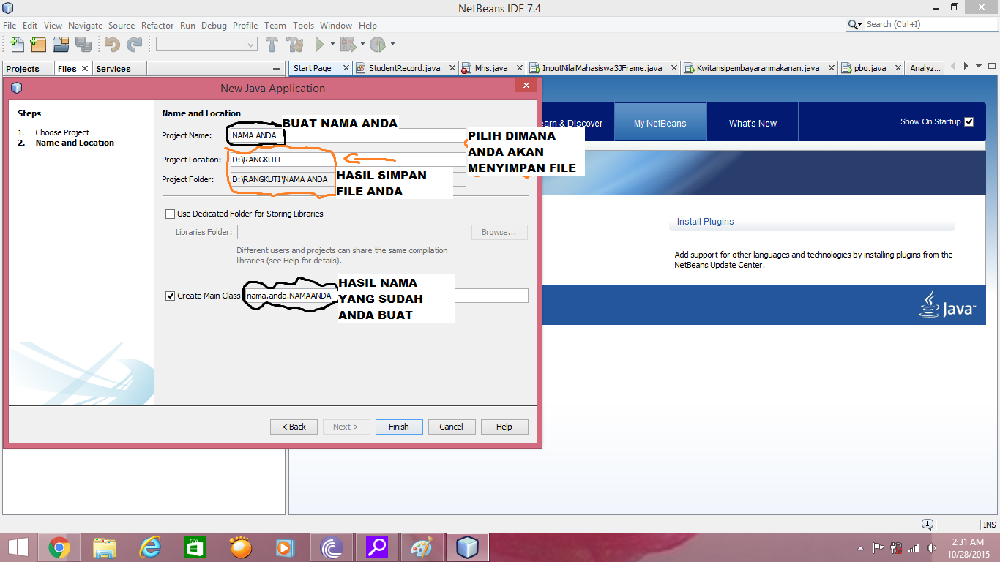 NetBeans IDE 7.4
File Edit View Navigate Source Refactor Run Debug Profile Team Tools Window Help
Search (Ctrl+I)
Projects Files Services
Start Page StudentRecord.java Mhs.java InputNilaiMahasiswa3JFrame.java Kwitansipembayaranmakanan.java pbo.java Analyz...
New Java Application
Steps
1. Choose Project
2. Name and Location
Name and Location
BUAT NAMA ANDA
Project Name: NAMA ANDA
PILIH DIMANA
ANDA AKAN
MENYIMPAN FILE
Project Location: D:\RANGKUTI
Project Folder: D:\RANGKUTI\NAMA ANDA
HASIL SIMPAN
FILE ANDA
Use Dedicated Folder for Storing Libraries
Libraries Folder: Browse...
Different users and projects can share the same compilation
libraries (see Help for details).
Create Main Class nama.anda.NAMAANDA
HASIL NAMA
YANG SUDAH
ANDA BUAT
< Back Next > Finish Cancel Help
arn & Discover My NetBeans What's New Show On Startup
Install Plugins
Add support for other languages and technologies by installing plugins from the
NetBeans Update Center.
Java™
1 INS
2:31 AM
10/28/2015